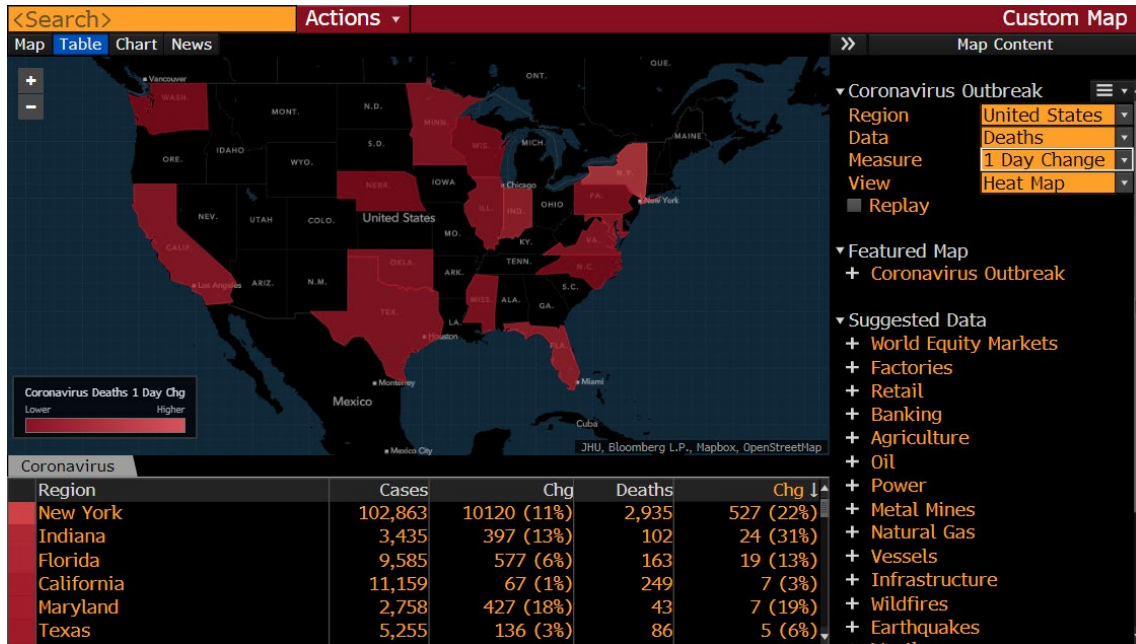 <Search>
Actions
Custom Map
Map Table Chart News
Map Content
+
-
Vancouver
WASH.
MONT.
N.D.
MINN.
ONT.
QUE.
MAINE
ORE.
IDAHO
WYO.
S.D.
WIS.
MICH.
N.Y.
NEBR.
IOWA
Chicago
ILL.
IND.
OHIO
PA.
New York
NEV.
UTAH
COLO.
United States
MO.
KY.
VA.
CALIF.
Los Angeles
ARIZ.
N.M.
OKLA.
ARK.
TENN.
N.C.
S.C.
MISS.
ALA.
GA.
TEX.
LA.
Houston
FLA.
Miami
Monterrey
Mexico
Cuba
Mexico City
Coronavirus Deaths 1 Day Chg
Lower Higher
JHU, Bloomberg L.P., Mapbox, OpenStreetMap
Coronavirus Outbreak
Region United States
Data Deaths
Measure 1 Day Change
View Heat Map
Replay
Featured Map
+ Coronavirus Outbreak
Suggested Data
+ World Equity Markets
+ Factories
+ Retail
+ Banking
+ Agriculture
+ Oil
+ Power
+ Metal Mines
+ Natural Gas
+ Vessels
+ Infrastructure
+ Wildfires
+ Earthquakes
Coronavirus
Region Cases Chg Deaths Chg ↓
New York 102,863 10120 (11%) 2,935 527 (22%)
Indiana 3,435 397 (13%) 102 24 (31%)
Florida 9,585 577 (6%) 163 19 (13%)
California 11,159 67 (1%) 249 7 (3%)
Maryland 2,758 427 (18%) 43 7 (19%)
Texas 5,255 136 (3%) 86 5 (6%)